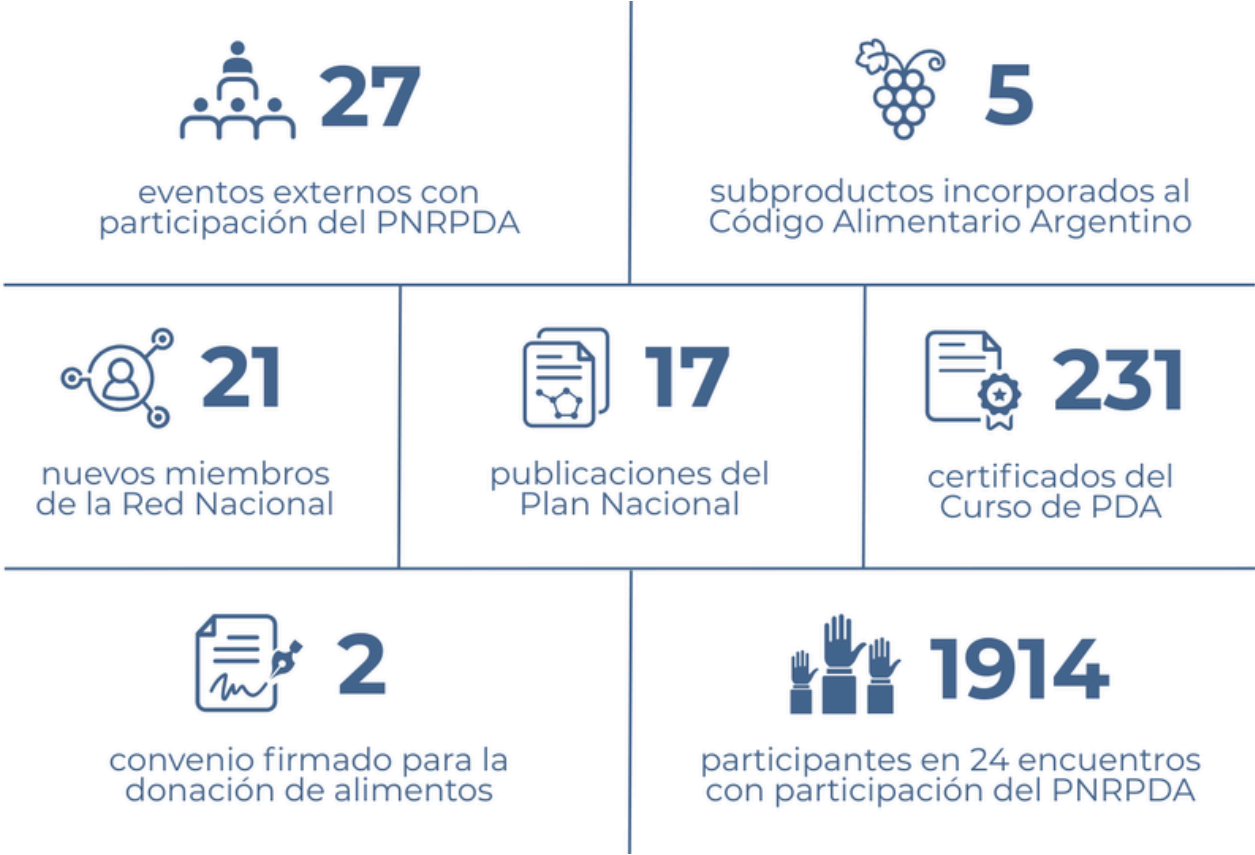 27
eventos externos con
participación del PNRPDA
5
subproductos incorporados al
Código Alimentario Argentino
21
nuevos miembros
de la Red Nacional
17
publicaciones del
Plan Nacional
231
certificados del
Curso de PDA
2
convenio firmado para la
donación de alimentos
1914
participantes en 24 encuentros
con participación del PNRPDA